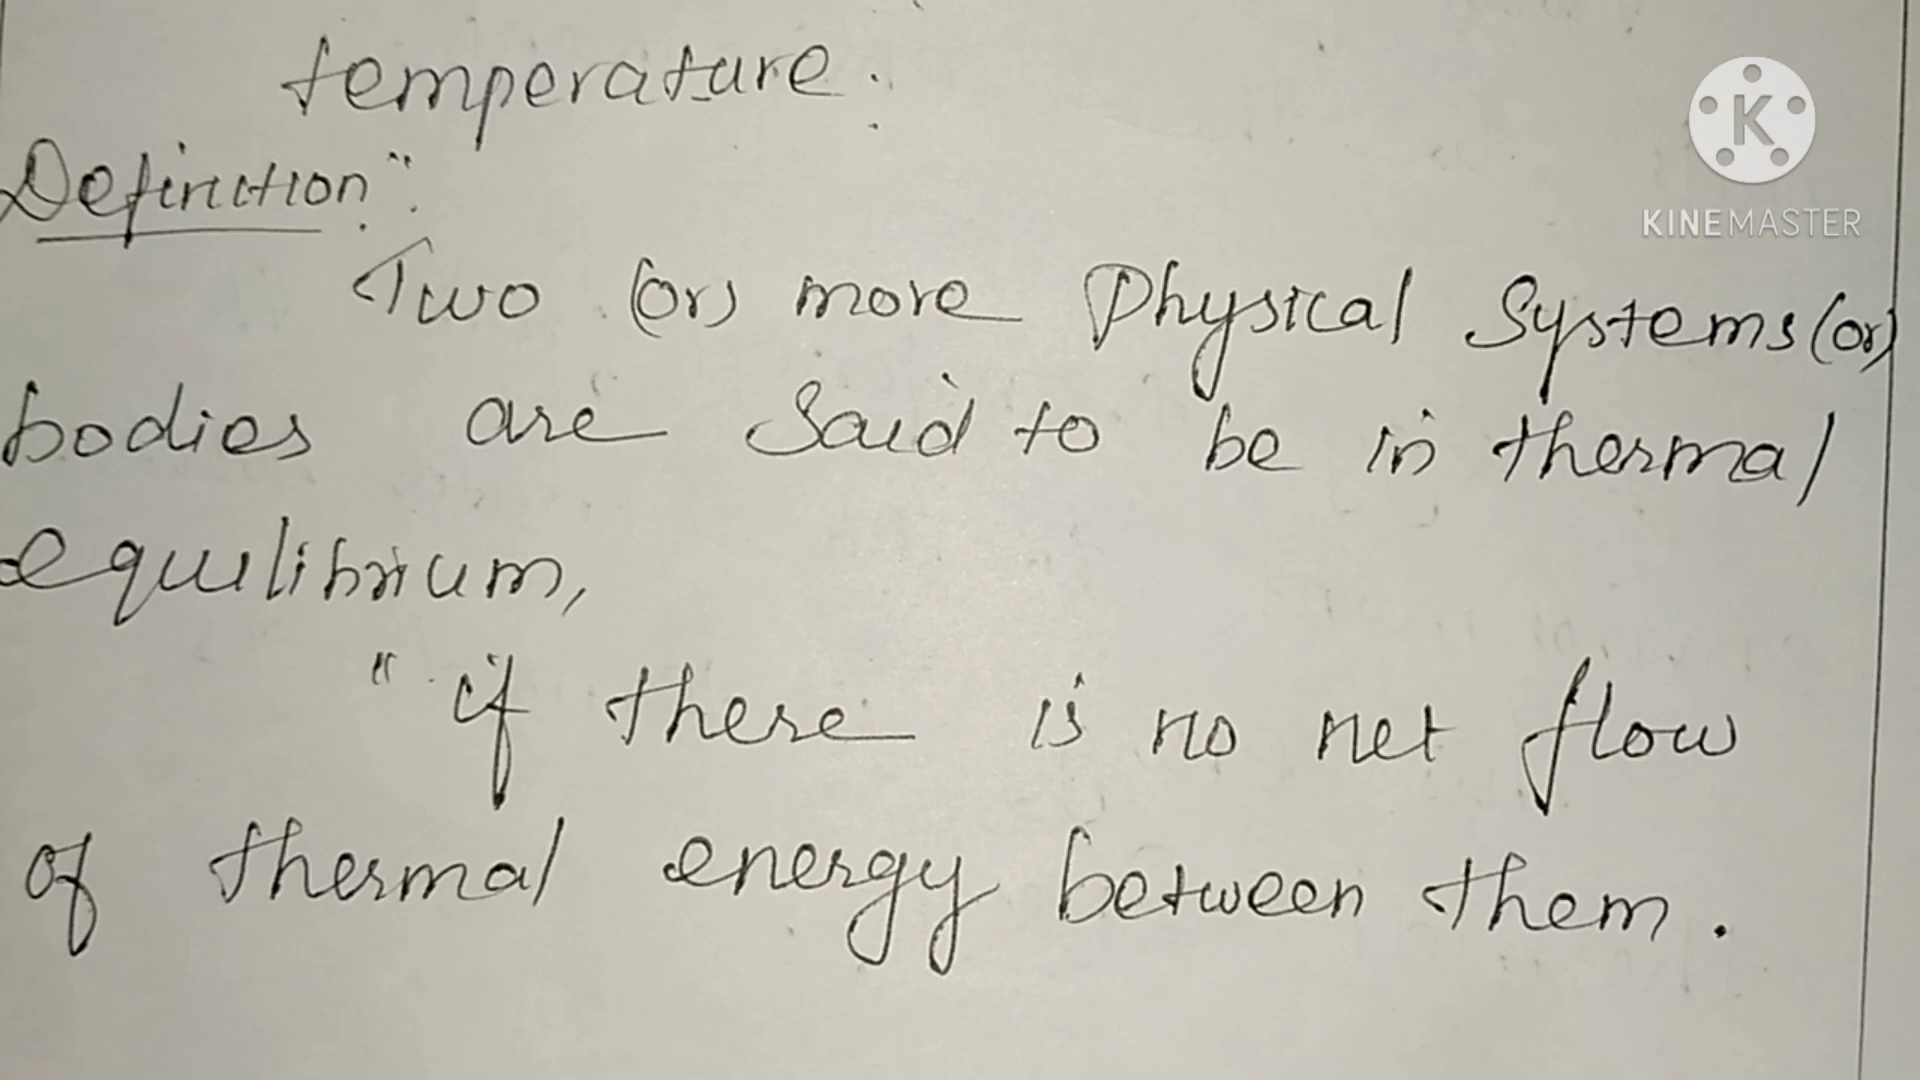 temperature.
Definition":
Two (or) more Physical Systems (or)
bodies are said to be in thermal
equilibrium,
"if there is no net flow
of thermal energy between them.
K
KINEMASTER